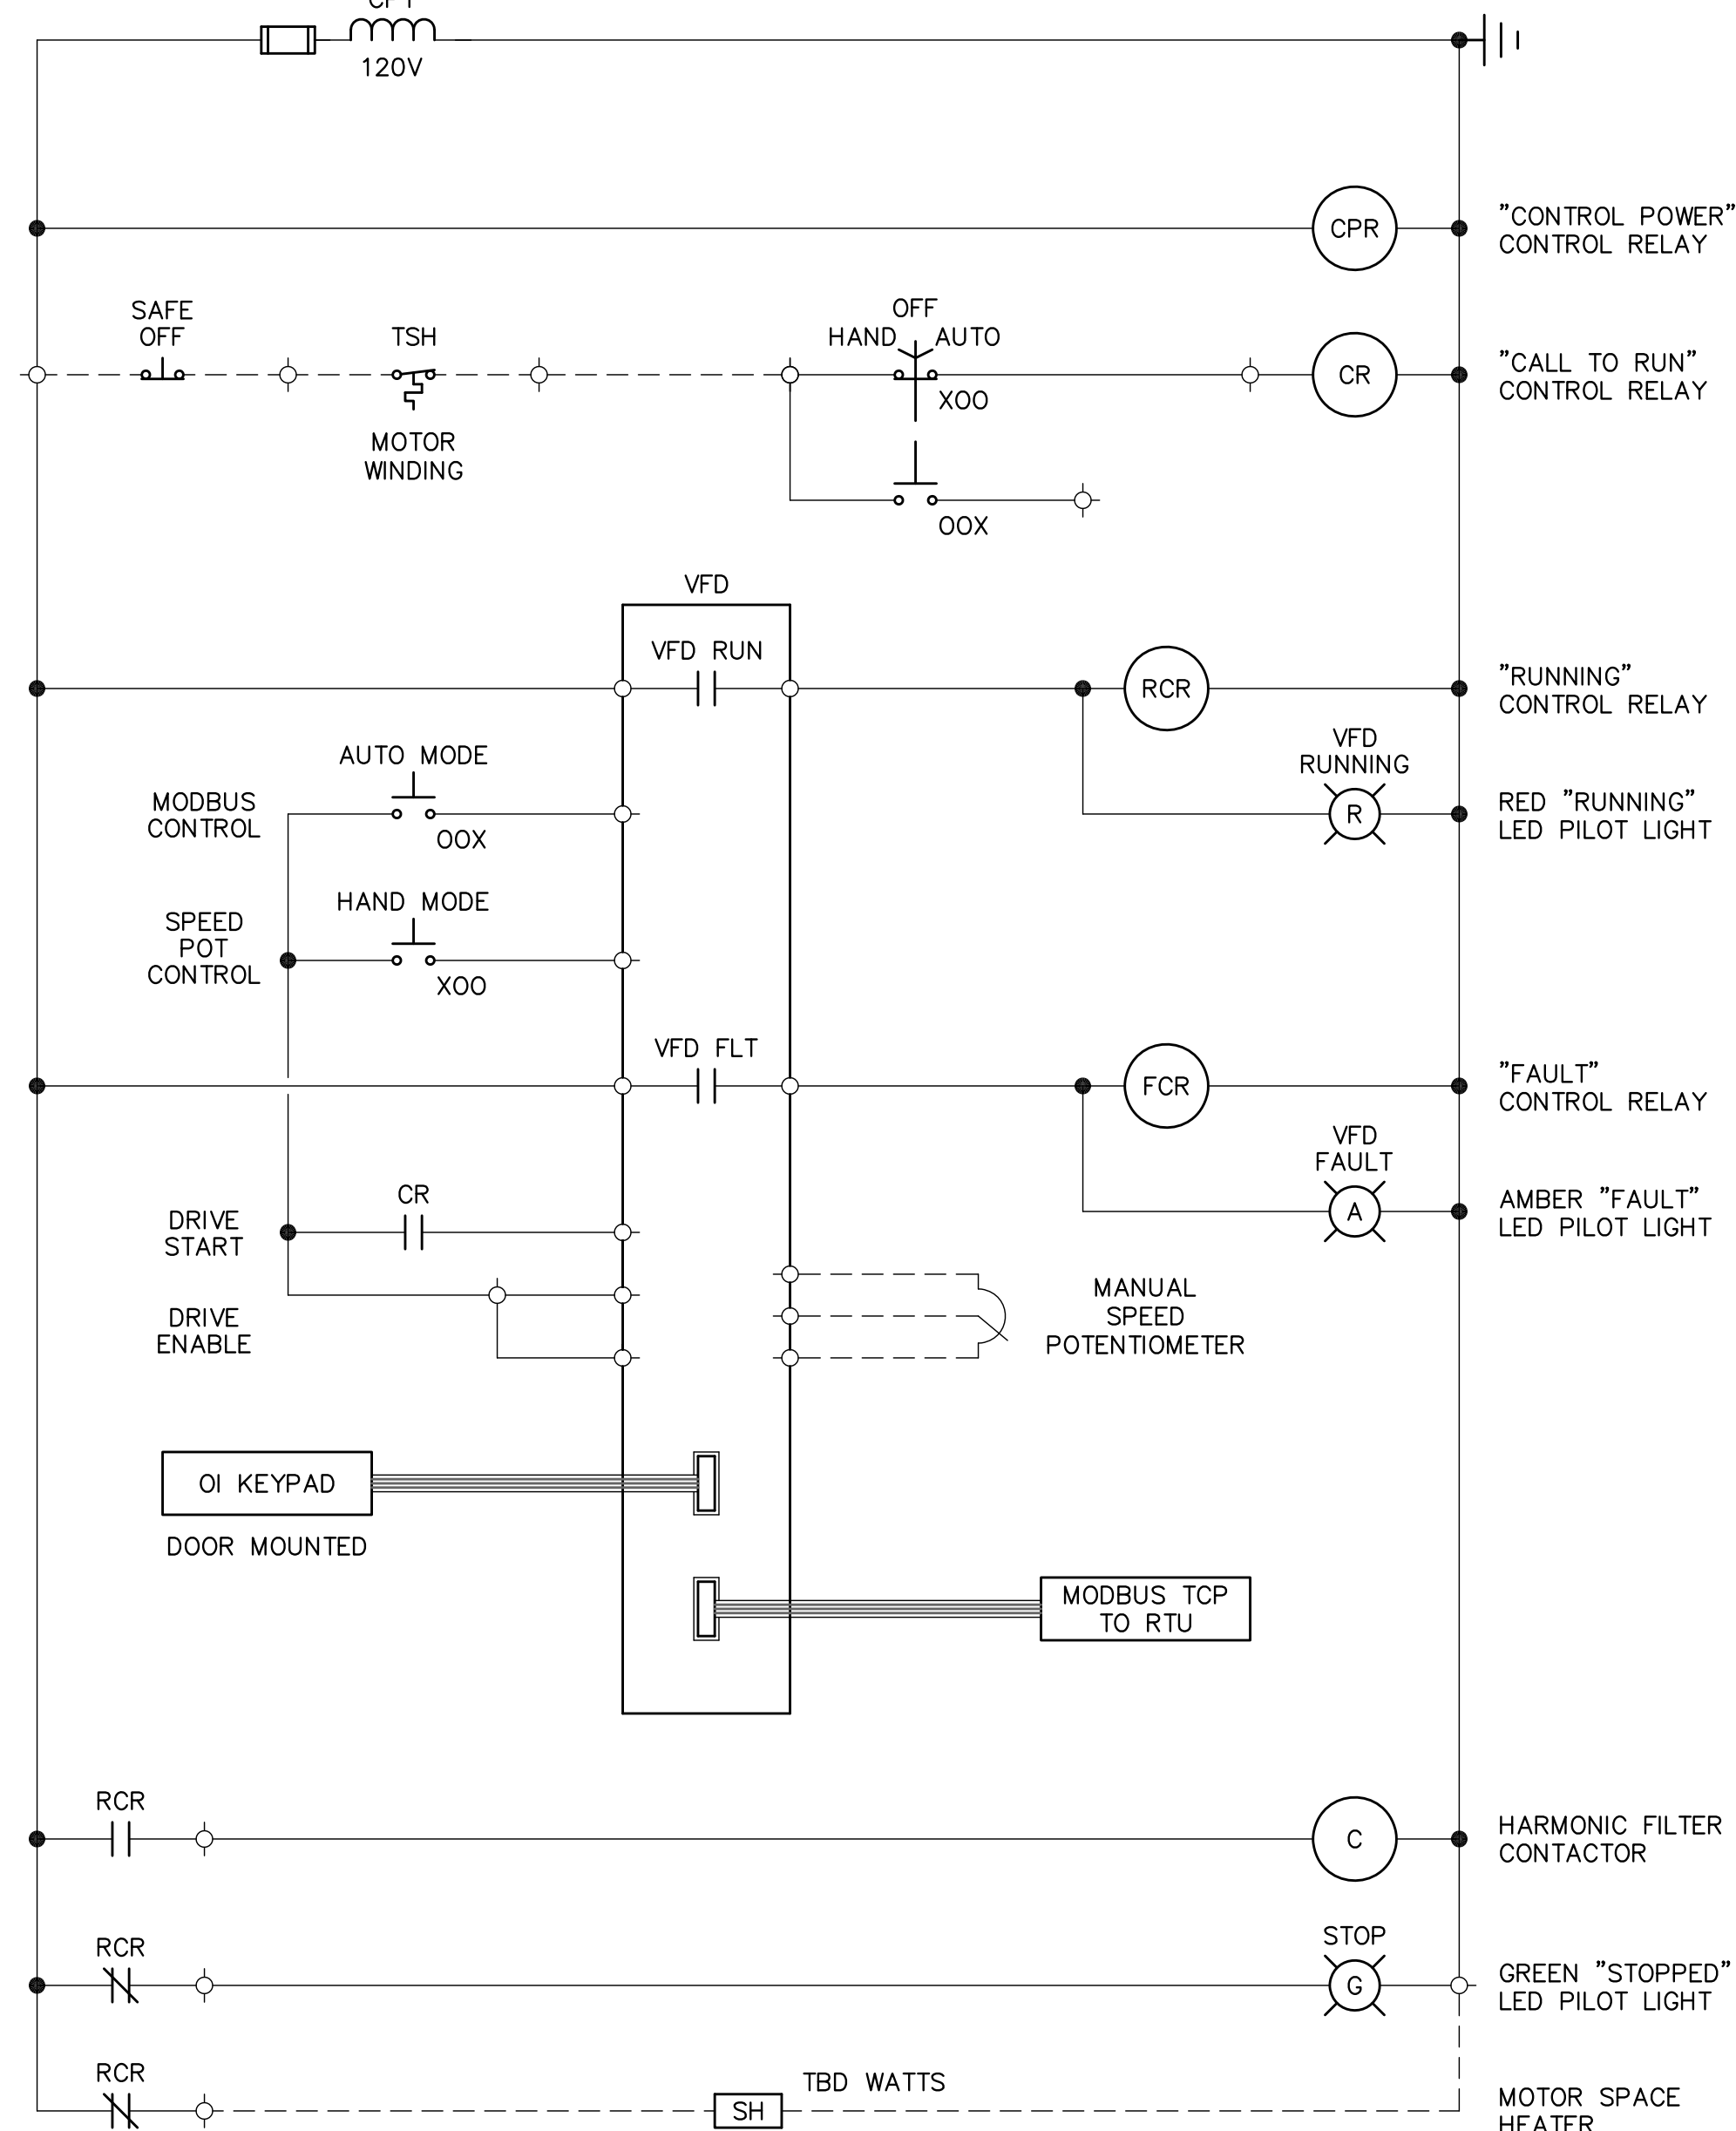 120V
CPR
"CONTROL POWER"
CONTROL RELAY
SAFE
OFF
TSH
MOTOR
WINDING
OFF
HAND
AUTO
XOO
OOX
CR
"CALL TO RUN"
CONTROL RELAY
VFD
VFD RUN
RCR
"RUNNING"
CONTROL RELAY
AUTO MODE
MODBUS
CONTROL
OOX
VFD
RUNNING
R
RED "RUNNING"
LED PILOT LIGHT
HAND MODE
SPEED
POT
CONTROL
XOO
VFD FLT
FCR
"FAULT"
CONTROL RELAY
VFD
FAULT
A
AMBER "FAULT"
LED PILOT LIGHT
CR
DRIVE
START
DRIVE
ENABLE
MANUAL
SPEED
POTENTIOMETER
OI KEYPAD
DOOR MOUNTED
MODBUS TCP
TO RTU
RCR
C
HARMONIC FILTER
CONTACTOR
RCR
STOP
G
GREEN "STOPPED"
LED PILOT LIGHT
RCR
TBD WATTS
SH
MOTOR SPACE
HEATER